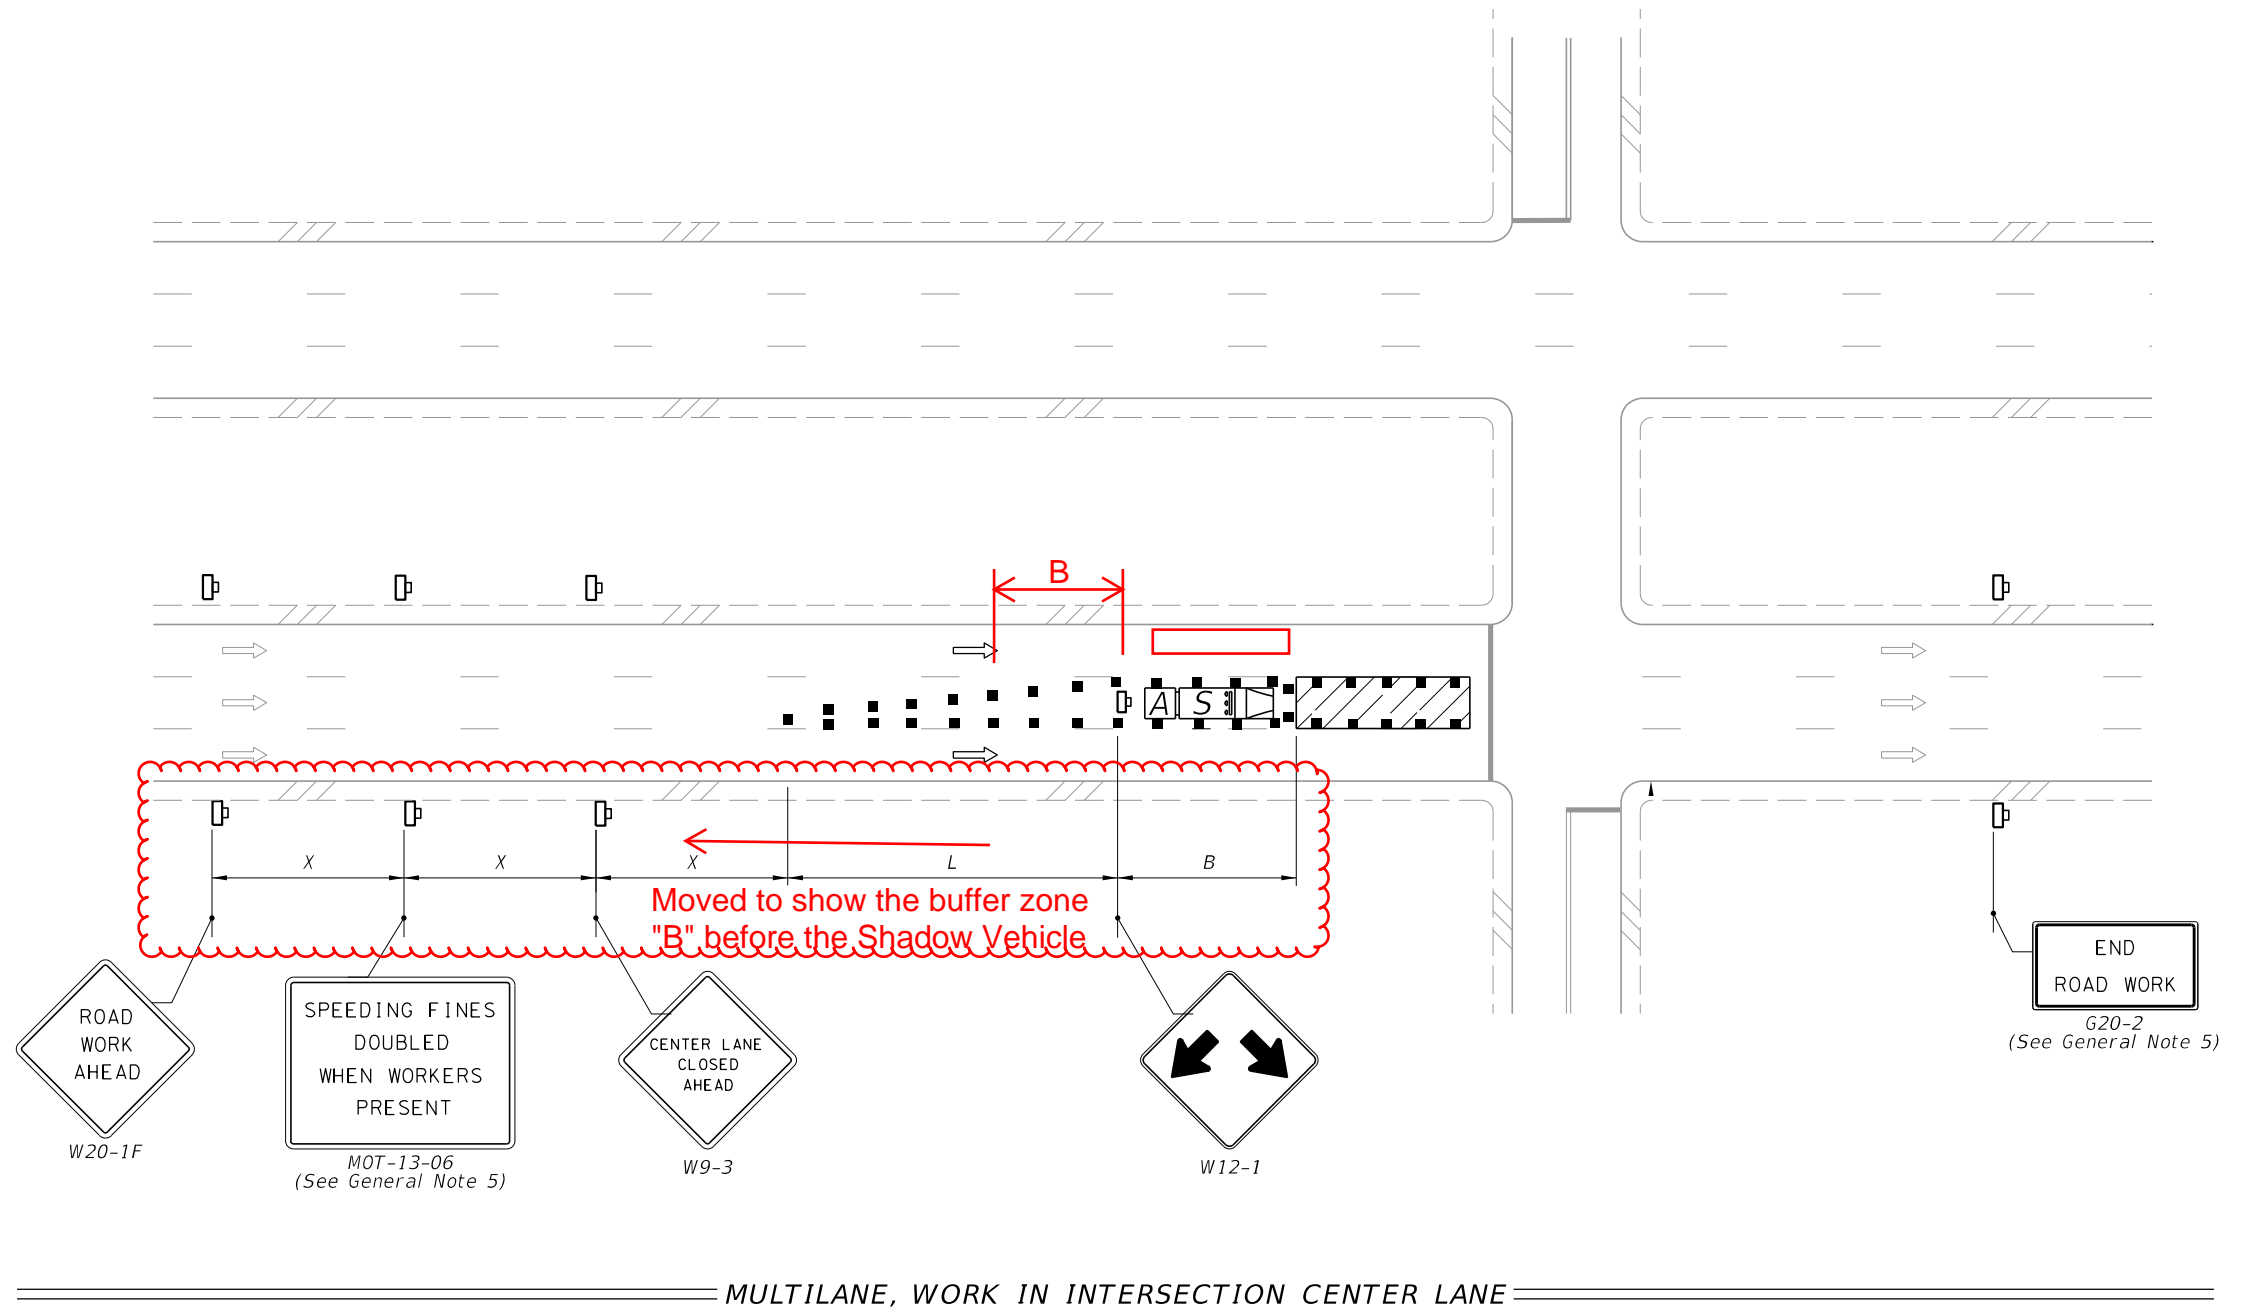 B
A S
X X X L B
Moved to show the buffer zone
"B" before the Shadow Vehicle
ROAD
WORK
AHEAD
W20-1F
SPEEDING FINES
DOUBLED
WHEN WORKERS
PRESENT
MOT-13-06
(See General Note 5)
CENTER LANE
CLOSED
AHEAD
W9-3
W12-1
END
ROAD WORK
G20-2
(See General Note 5)
MULTILANE, WORK IN INTERSECTION CENTER LANE